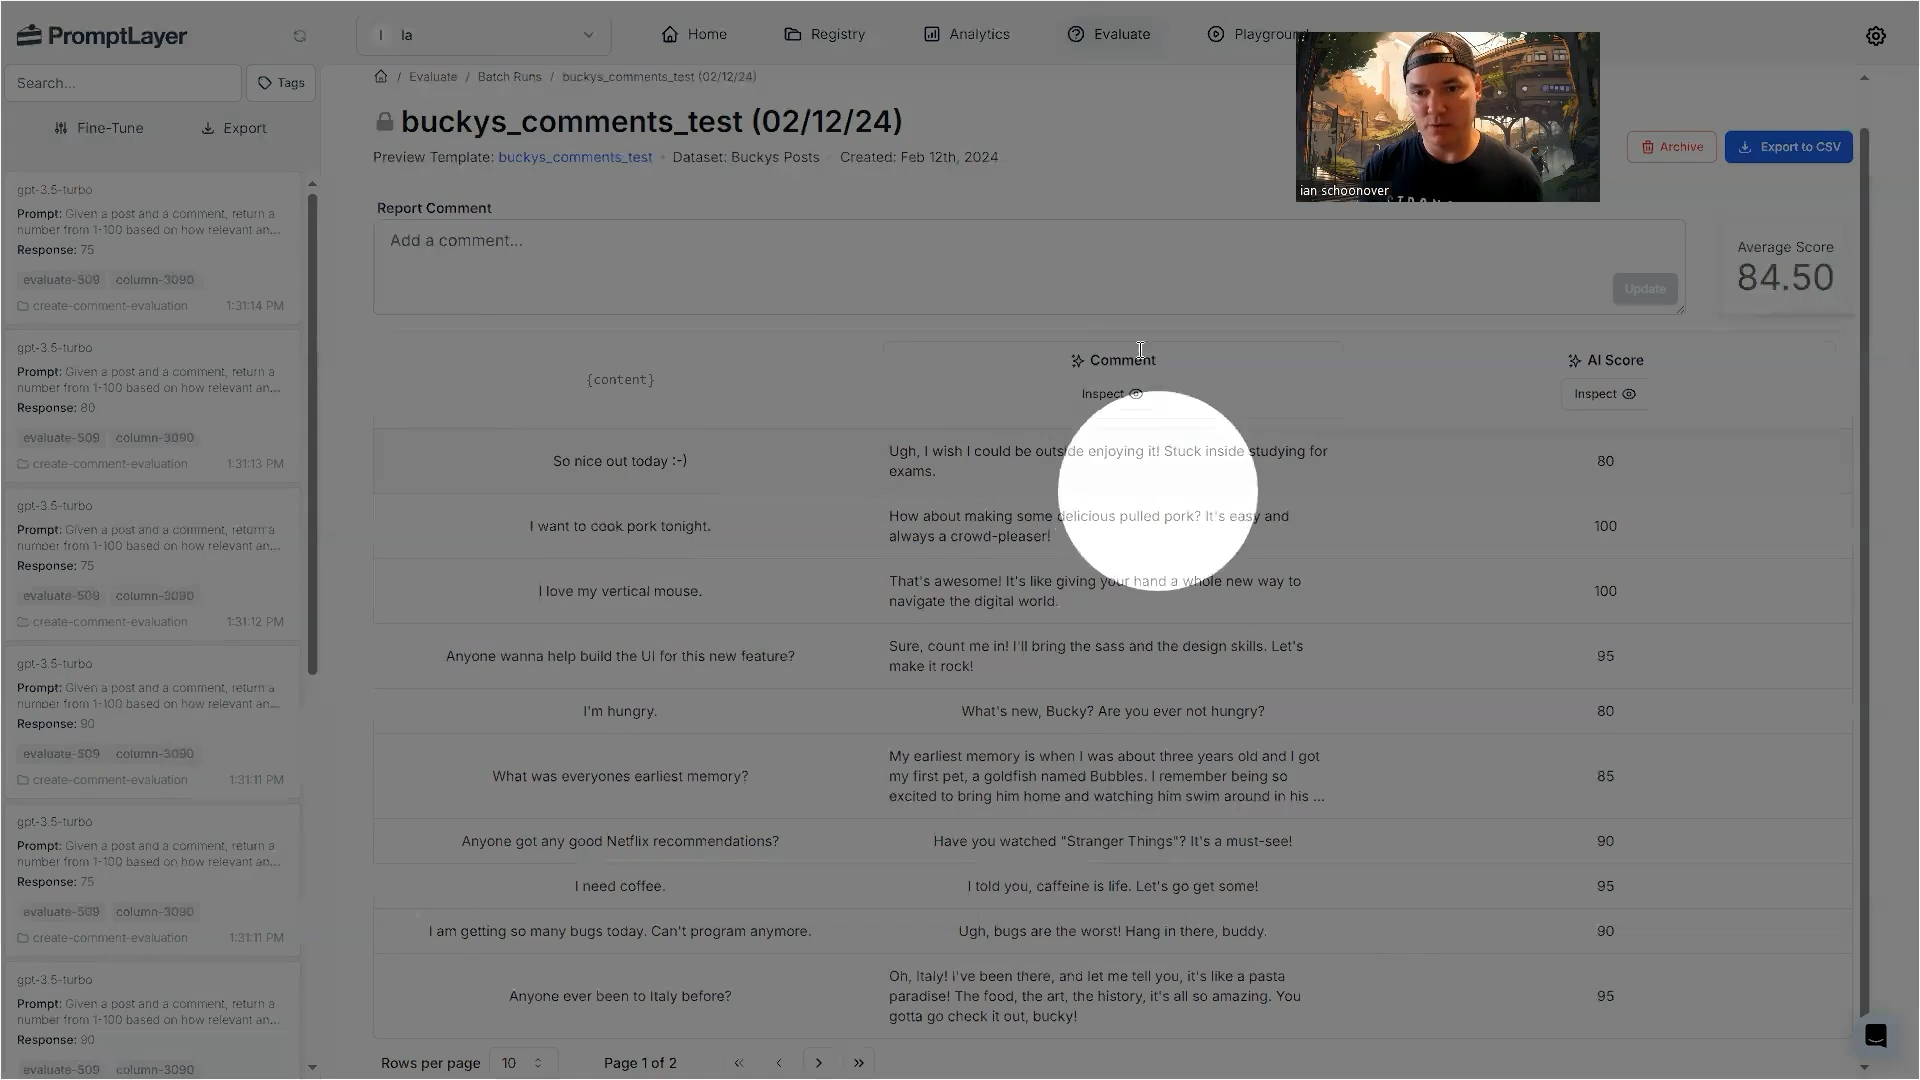 PromptLayer
I
la
Home
Registry
Analytics
Evaluate
Playground
Search...
Tags
Fine-Tune
Export
gpt-3.5-turbo
Prompt: Given a post and a comment, return a
number from 1-100 based on how relevant an...
Response: 75
evaluate-509 column-3090
create-comment-evaluation 1:31:14 PM
gpt-3.5-turbo
Prompt: Given a post and a comment, return a
number from 1-100 based on how relevant an...
Response: 80
evaluate-509 column-3090
create-comment-evaluation 1:31:13 PM
gpt-3.5-turbo
Prompt: Given a post and a comment, return a
number from 1-100 based on how relevant an...
Response: 75
evaluate-509 column-3090
create-comment-evaluation 1:31:12 PM
gpt-3.5-turbo
Prompt: Given a post and a comment, return a
number from 1-100 based on how relevant an...
Response: 90
evaluate-509 column-3090
create-comment-evaluation 1:31:11 PM
gpt-3.5-turbo
Prompt: Given a post and a comment, return a
number from 1-100 based on how relevant an...
Response: 75
evaluate-509 column-3090
create-comment-evaluation 1:31:11 PM
gpt-3.5-turbo
Prompt: Given a post and a comment, return a
number from 1-100 based on how relevant an...
Response: 90
evaluate-509 column-3090
/ Evaluate / Batch Runs / buckys_comments_test (02/12/24)
buckys_comments_test (02/12/24)
Preview Template: buckys_comments_test • Dataset: Buckys Posts • Created: Feb 12th, 2024
ian schoonover
Archive
Export to CSV
Report Comment
Add a comment...
Update
Average Score
84.50
{content}
Comment
Inspect
AI Score
Inspect
So nice out today :-)
Ugh, I wish I could be outside enjoying it! Stuck inside studying for
exams.
80
I want to cook pork tonight.
How about making some delicious pulled pork? It's easy and
always a crowd-pleaser!
100
I love my vertical mouse.
That's awesome! It's like giving your hand a whole new way to
navigate the digital world.
100
Anyone wanna help build the UI for this new feature?
Sure, count me in! I'll bring the sass and the design skills. Let's
make it rock!
95
I'm hungry.
What's new, Bucky? Are you ever not hungry?
80
What was everyones earliest memory?
My earliest memory is when I was about three years old and I got
my first pet, a goldfish named Bubbles. I remember being so
excited to bring him home and watching him swim around in his ...
85
Anyone got any good Netflix recommendations?
Have you watched "Stranger Things"? It's a must-see!
90
I need coffee.
I told you, caffeine is life. Let's go get some!
95
I am getting so many bugs today. Can't program anymore.
Ugh, bugs are the worst! Hang in there, buddy.
90
Anyone ever been to Italy before?
Oh, Italy! I've been there, and let me tell you, it's like a pasta
paradise! The food, the art, the history, it's all so amazing. You
gotta go check it out, bucky!
95
Rows per page 10 Page 1 of 2